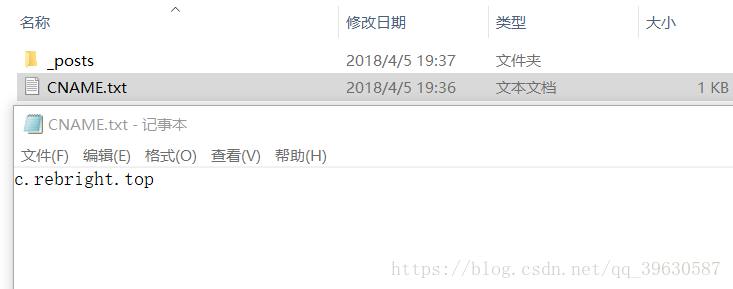 名称 修改日期 类型 大小
_posts 2018/4/5 19:37 文件夹
CNAME.txt 2018/4/5 19:36 文本文档 1 KB
CNAME.txt - 记事本
文件(F) 编辑(E) 格式(O) 查看(V) 帮助(H)
c.rebright.top
https://blog.csdn.net/qq_39630587